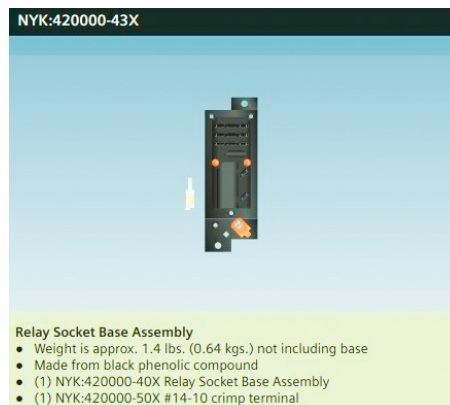 NYK:420000-43X
Relay Socket Base Assembly
● Weight is approx. 1.4 lbs. (0.64 kgs.) not including base
● Made from black phenolic compound
● (1) NYK:420000-40X Relay Socket Base Assembly
● (1) NYK:420000-50X #14-10 crimp terminal